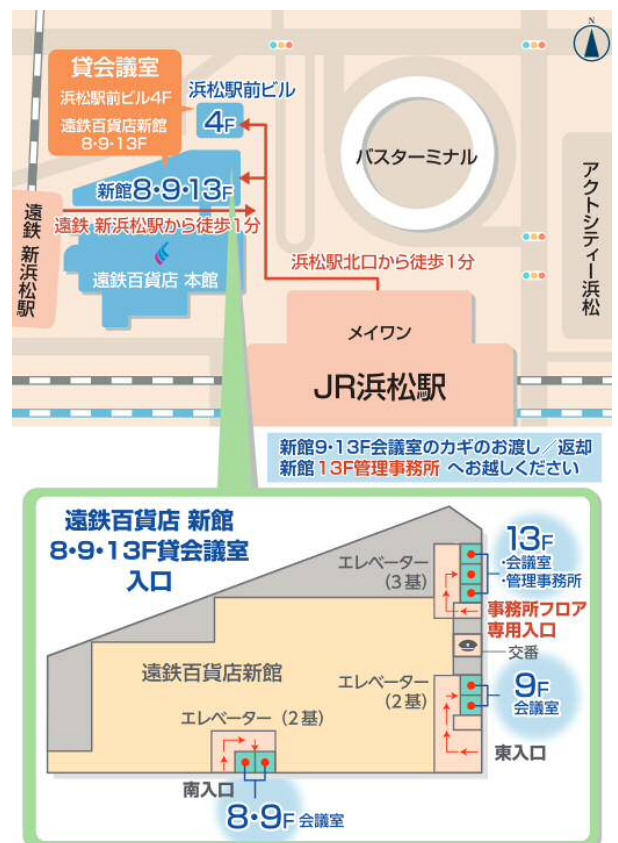 N
貸会議室
浜松駅前ビル4F
遠鉄百貨店新館
8・9・13F
浜松駅前ビル
4F
バスターミナル
アクトシティー浜松
新館8・9・13F
遠鉄 新浜松駅から徒歩1分
遠鉄 新浜松駅
遠鉄百貨店 本館
浜松駅北口から徒歩1分
メイワン
JR浜松駅
新館9・13F会議室のカギのお渡し/返却
新館13F管理事務所 へお越しください
遠鉄百貨店 新館
8・9・13F貸会議室
入口
エレベーター
(3基)
13F
・会議室
・管理事務所
事務所フロア
専用入口
交番
遠鉄百貨店新館
エレベーター
(2基)
9F
会議室
エレベーター(2基)
東入口
南入口
8・9F 会議室